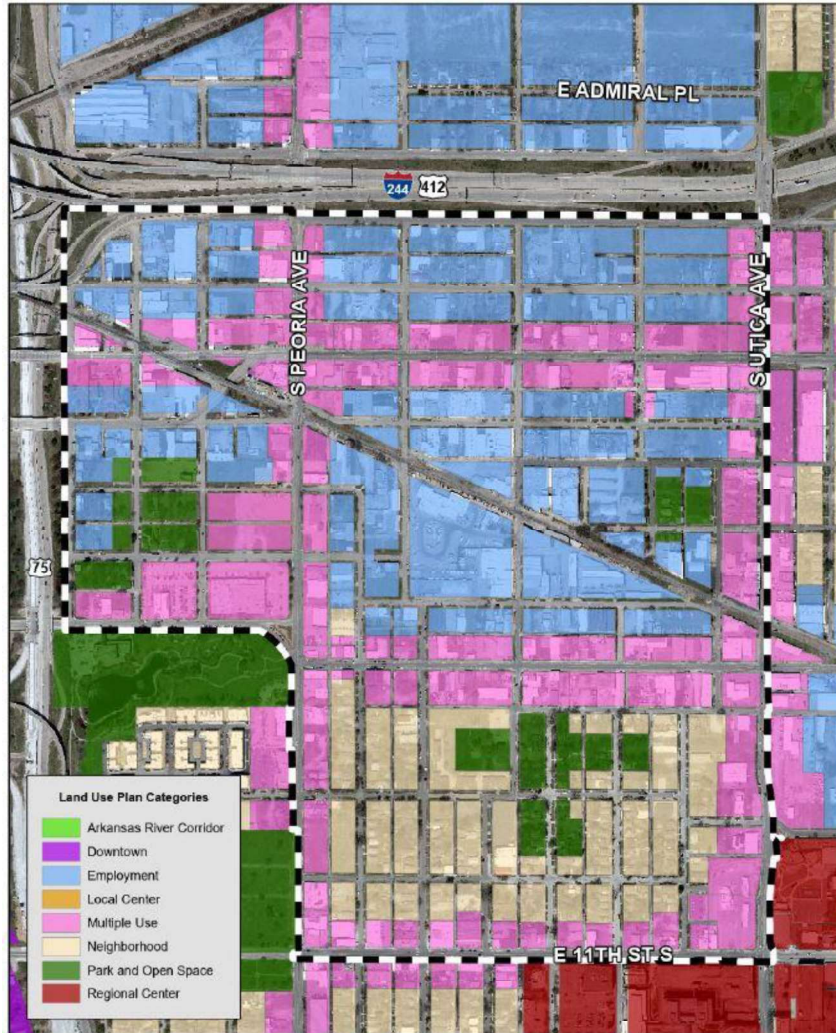 E ADMIRAL PL
244 412
S PEORIA AVE
S UTICA AVE
75
E 11TH ST S
Land Use Plan Categories
Arkansas River Corridor
Downtown
Employment
Local Center
Multiple Use
Neighborhood
Park and Open Space
Regional Center